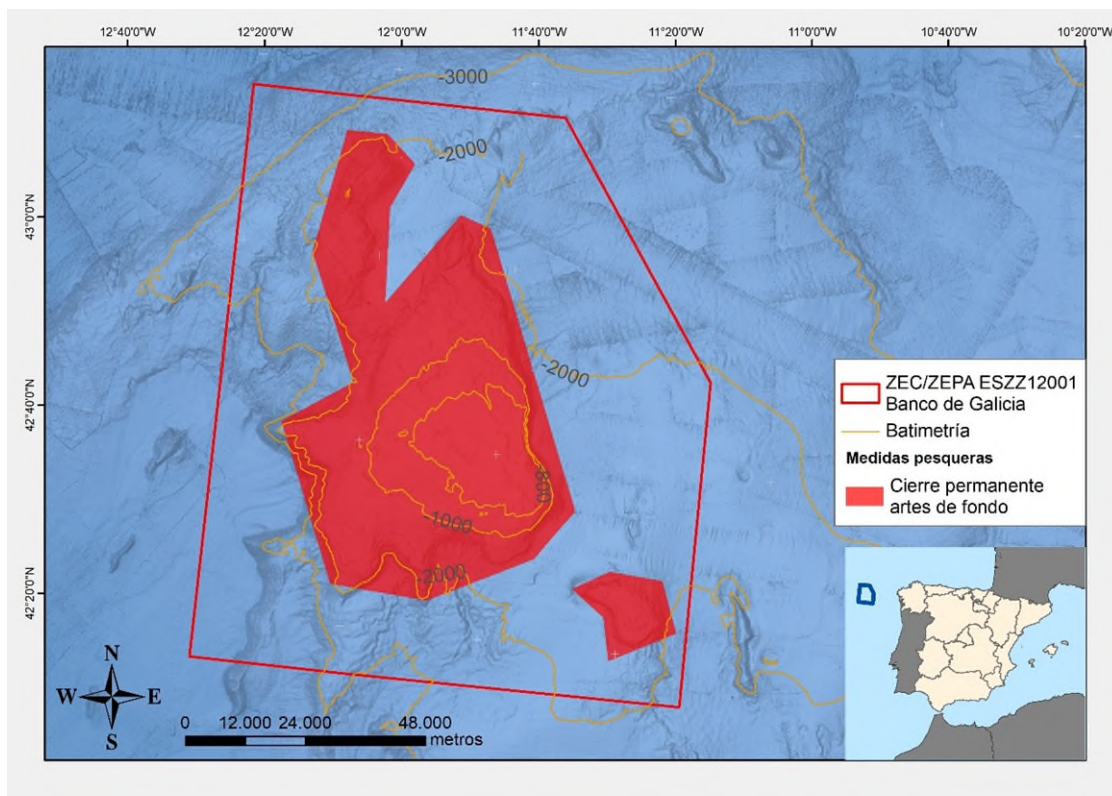 12°40'0"W 12°20'0"W 12°0'0"W 11°40'0"W 11°20'0"W 11°0'0"W 10°40'0"W 10°20'0"W
-3000
-2000
43°0'0"N
-2000
ZEC/ZEPA ESZZ12001
Banco de Galicia
Batimetría
Medidas pesqueras
Cierre permanente
artes de fondo
42°40'0"N
-800
-1000
-2000
42°20'0"N
N
W E
S
0 12.000 24.000 48.000
metros